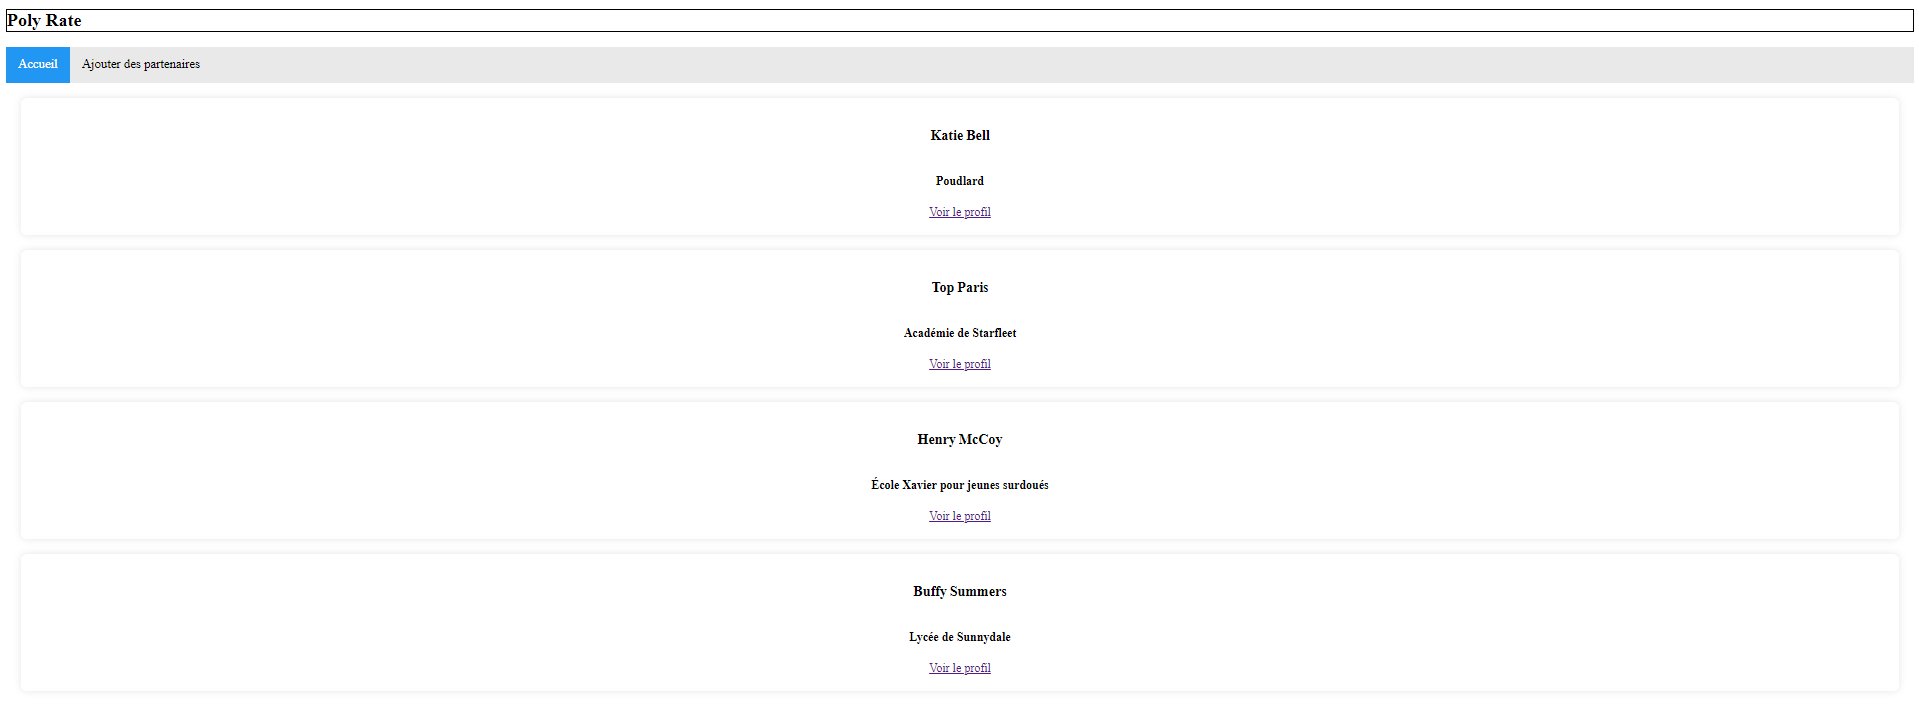 Poly Rate
Accueil Ajouter des partenaires
Katie Bell
Poudlard
Voir le profil
Top Paris
Académie de Starfleet
Voir le profil
Henry McCoy
École Xavier pour jeunes surdoués
Voir le profil
Buffy Summers
Lycée de Sunnydale
Voir le profil